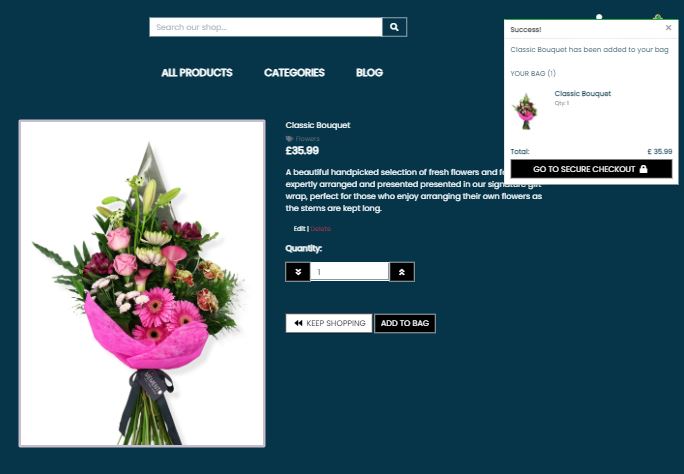 Search our shop...
ALL PRODUCTS CATEGORIES BLOG
Success! ×
Classic Bouquet has been added to your bag
YOUR BAG (1)
Classic Bouquet
Qty: 1
Total: £ 35.99
GO TO SECURE CHECKOUT
Classic Bouquet
Flowers
£35.99
A beautiful handpicked selection of fresh flowers and
expertly arranged and presented presented in our signature gift
wrap, perfect for those who enjoy arranging their own flowers as
the stems are kept long.
Edit | Delete
Quantity:
1
KEEP SHOPPING ADD TO BAG